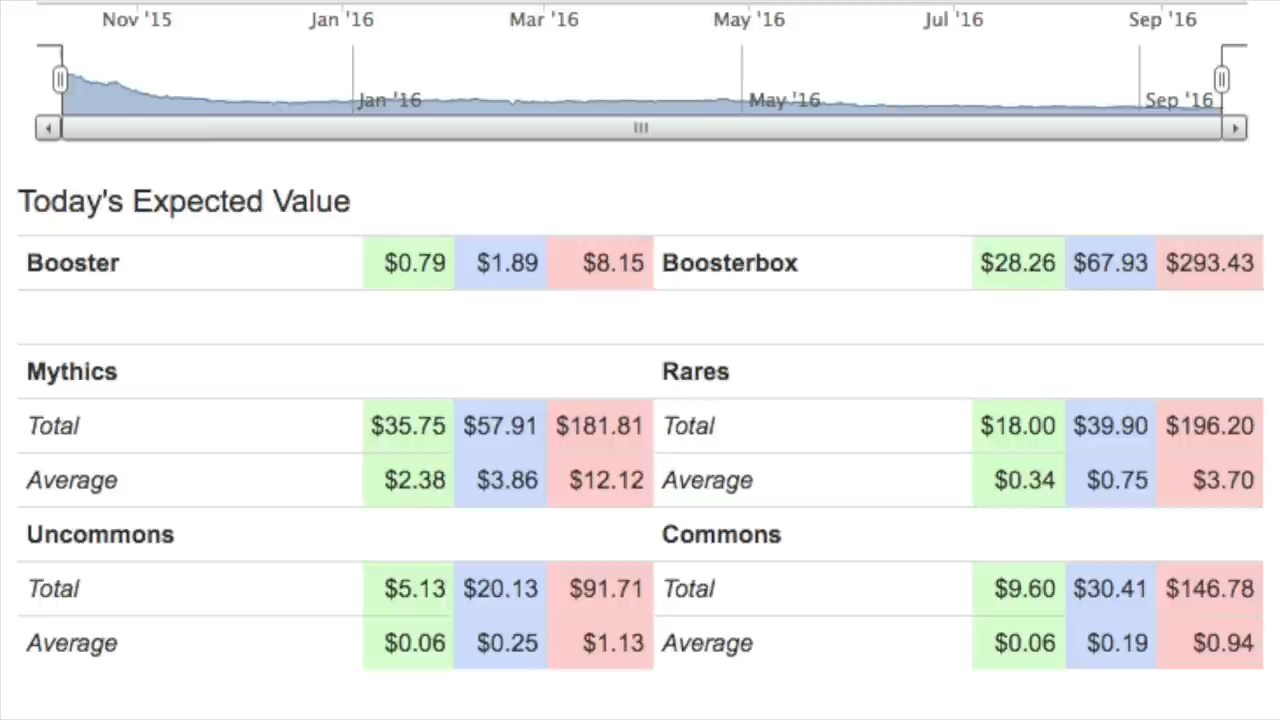 Nov '15 Jan '16 Mar '16 May '16 Jul '16 Sep '16
Jan '16 May '16 Sep '16
Today's Expected Value
Booster $0.79 $1.89 $8.15 Boosterbox $28.26 $67.93 $293.43
Mythics Rares
Total $35.75 $57.91 $181.81 Total $18.00 $39.90 $196.20
Average $2.38 $3.86 $12.12 Average $0.34 $0.75 $3.70
Uncommons Commons
Total $5.13 $20.13 $91.71 Total $9.60 $30.41 $146.78
Average $0.06 $0.25 $1.13 Average $0.06 $0.19 $0.94